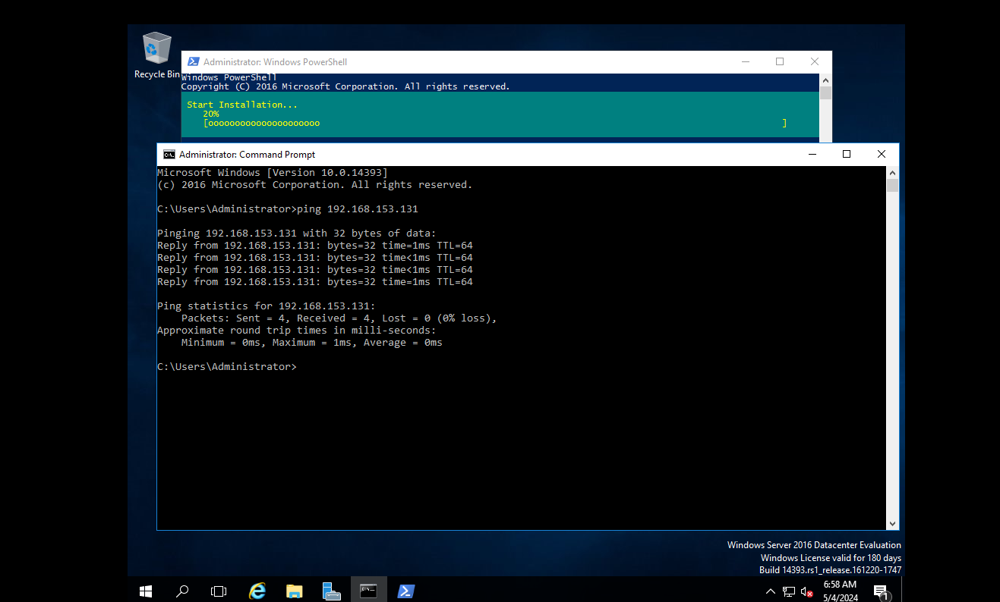 Recycle Bin
Administrator: Windows PowerShell
Windows PowerShell
Copyright (C) 2016 Microsoft Corporation. All rights reserved.
Start Installation...
20%
[ooooooooooooooooooooo ]
Administrator: Command Prompt
Microsoft Windows [Version 10.0.14393]
(c) 2016 Microsoft Corporation. All rights reserved.
C:\Users\Administrator>ping 192.168.153.131
Pinging 192.168.153.131 with 32 bytes of data:
Reply from 192.168.153.131: bytes=32 time=1ms TTL=64
Reply from 192.168.153.131: bytes=32 time<1ms TTL=64
Reply from 192.168.153.131: bytes=32 time<1ms TTL=64
Reply from 192.168.153.131: bytes=32 time=1ms TTL=64
Ping statistics for 192.168.153.131:
Packets: Sent = 4, Received = 4, Lost = 0 (0% loss),
Approximate round trip times in milli-seconds:
Minimum = 0ms, Maximum = 1ms, Average = 0ms
C:\Users\Administrator>
Windows Server 2016 Datacenter Evaluation
Windows License valid for 180 days
Build 14393.rs1_release.161220-1747
6:58 AM
5/4/2024
1